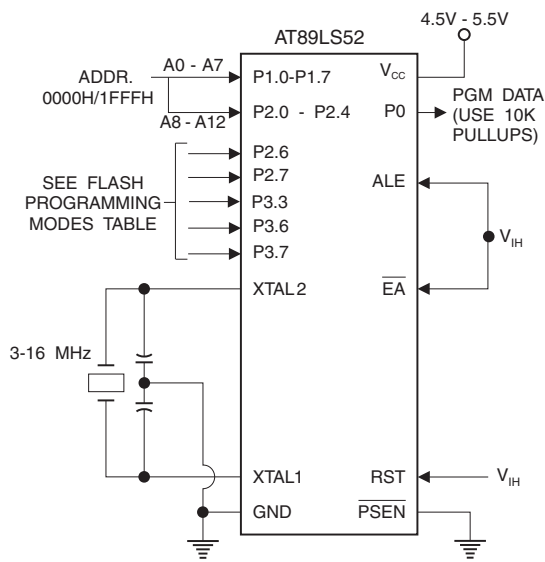 4.5V - 5.5V
AT89LS52
ADDR.
0000H/1FFFH
A0 - A7
A8 - A12
P1.0-P1.7
P2.0 - P2.4
P2.6
P2.7
P3.3
P3.6
P3.7
SEE FLASH
PROGRAMMING
MODES TABLE
XTAL2
3-16 MHz
XTAL1
GND
VCC
P0
PGM DATA
(USE 10K
PULLUPS)
ALE
VIH
EA
RST
VIH
PSEN